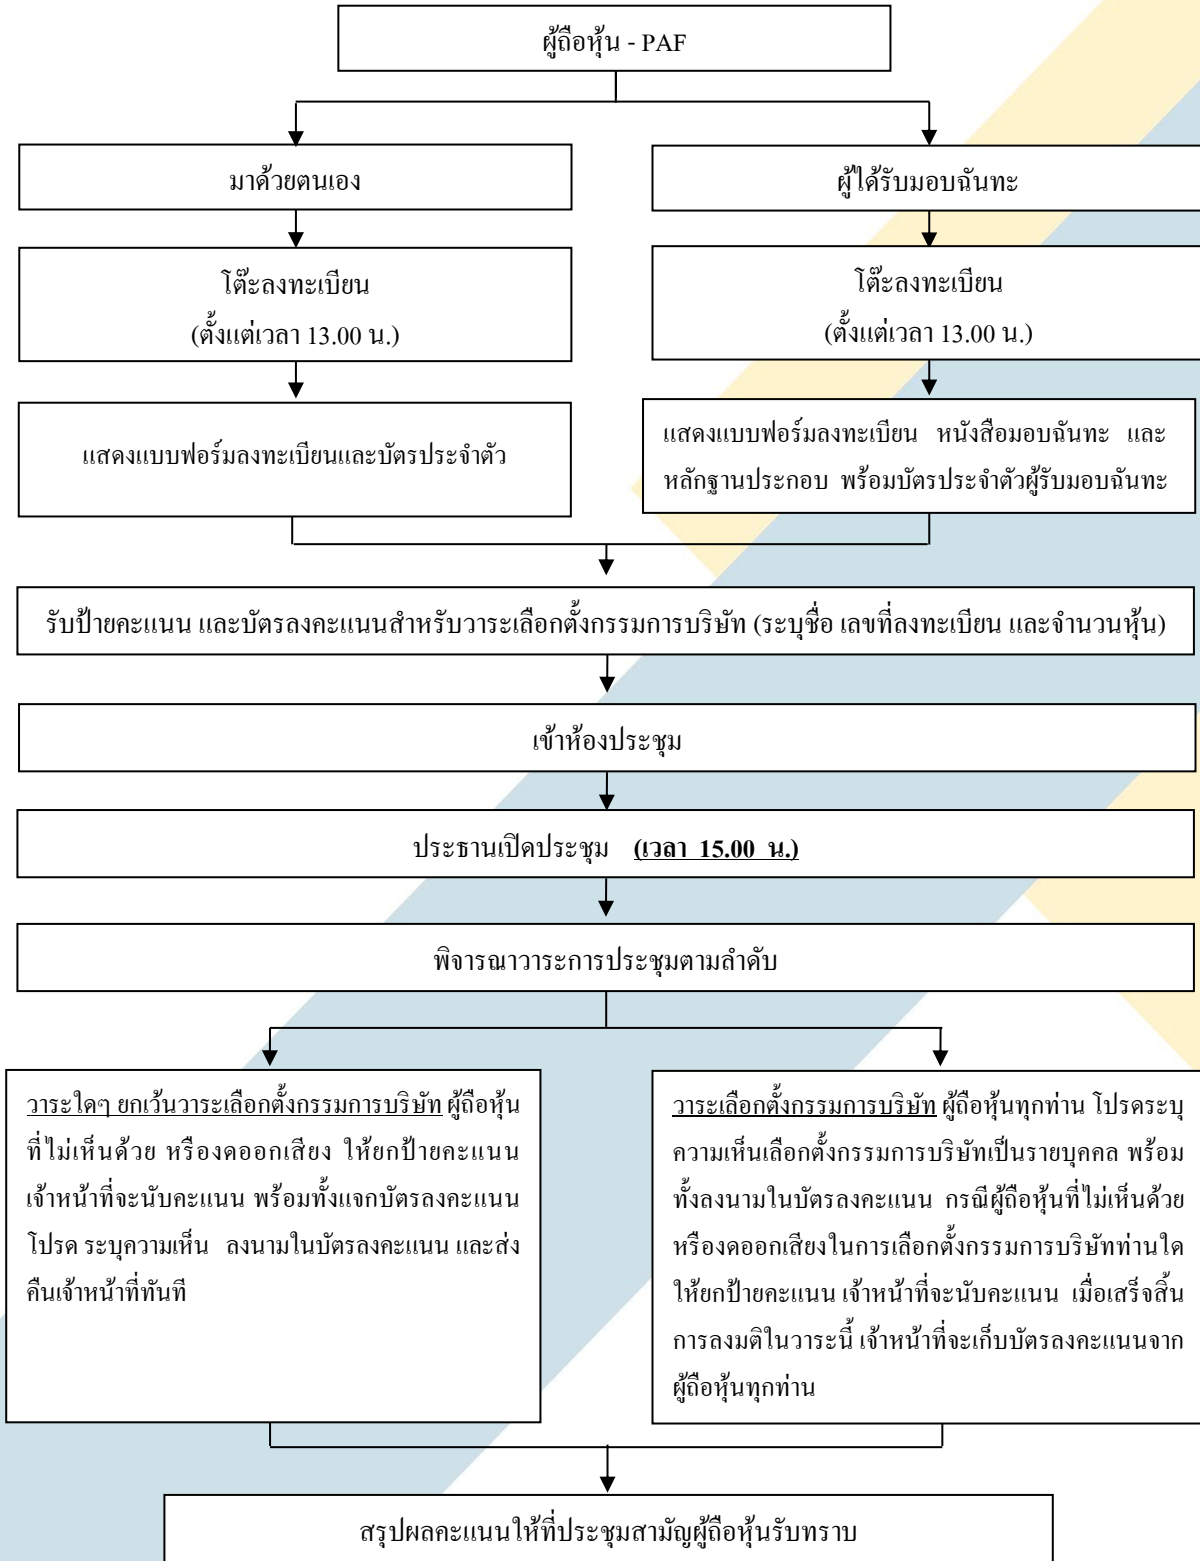 ผู้ถือหุ้น - PAF
มาด้วยตนเอง
ผู้ได้รับมอบฉันทะ
โต๊ะลงทะเบียน
(ตั้งแต่เวลา 13.00 น.)
โต๊ะลงทะเบียน
(ตั้งแต่เวลา 13.00 น.)
แสดงแบบฟอร์มลงทะเบียนและบัตรประจำตัว
แสดงแบบฟอร์มลงทะเบียน หนังสือมอบฉันทะ และ
หลักฐานประกอบ พร้อมบัตรประจำตัวผู้รับมอบฉันทะ
รับป้ายคะแนน และบัตรลงคะแนนสำหรับวาระเลือกตั้งกรรมการบริษัท (ระบุชื่อ เลขที่ลงทะเบียน และจำนวนหุ้น)
เข้าห้องประชุม
ประธานเปิดประชุม (เวลา 15.00 น.)
พิจารณาวาระการประชุมตามลำดับ
วาระใดๆ ยกเว้นวาระเลือกตั้งกรรมการบริษัท ผู้ถือหุ้น
ที่ไม่เห็นด้วย หรืองดออกเสียง ให้ยกป้ายคะแนน
เจ้าหน้าที่จะนับคะแนน พร้อมทั้งแจกบัตรลงคะแนน
โปรด ระบุความเห็น ลงนามในบัตรลงคะแนน และส่ง
คืนเจ้าหน้าที่ทันที
วาระเลือกตั้งกรรมการบริษัท ผู้ถือหุ้นทุกท่าน โปรดระบุ
ความเห็นเลือกตั้งกรรมการบริษัทเป็นรายบุคคล พร้อม
ทั้งลงนามในบัตรลงคะแนน กรณีผู้ถือหุ้นที่ไม่เห็นด้วย
หรืองดออกเสียงในการเลือกตั้งกรรมการบริษัทท่านใด
ให้ยกป้ายคะแนน เจ้าหน้าที่จะนับคะแนน เมื่อเสร็จสิ้น
การลงมติในวาระนี้ เจ้าหน้าที่จะเก็บบัตรลงคะแนนจาก
ผู้ถือหุ้นทุกท่าน
สรุปผลคะแนนให้ที่ประชุมสามัญผู้ถือหุ้นรับทราบ